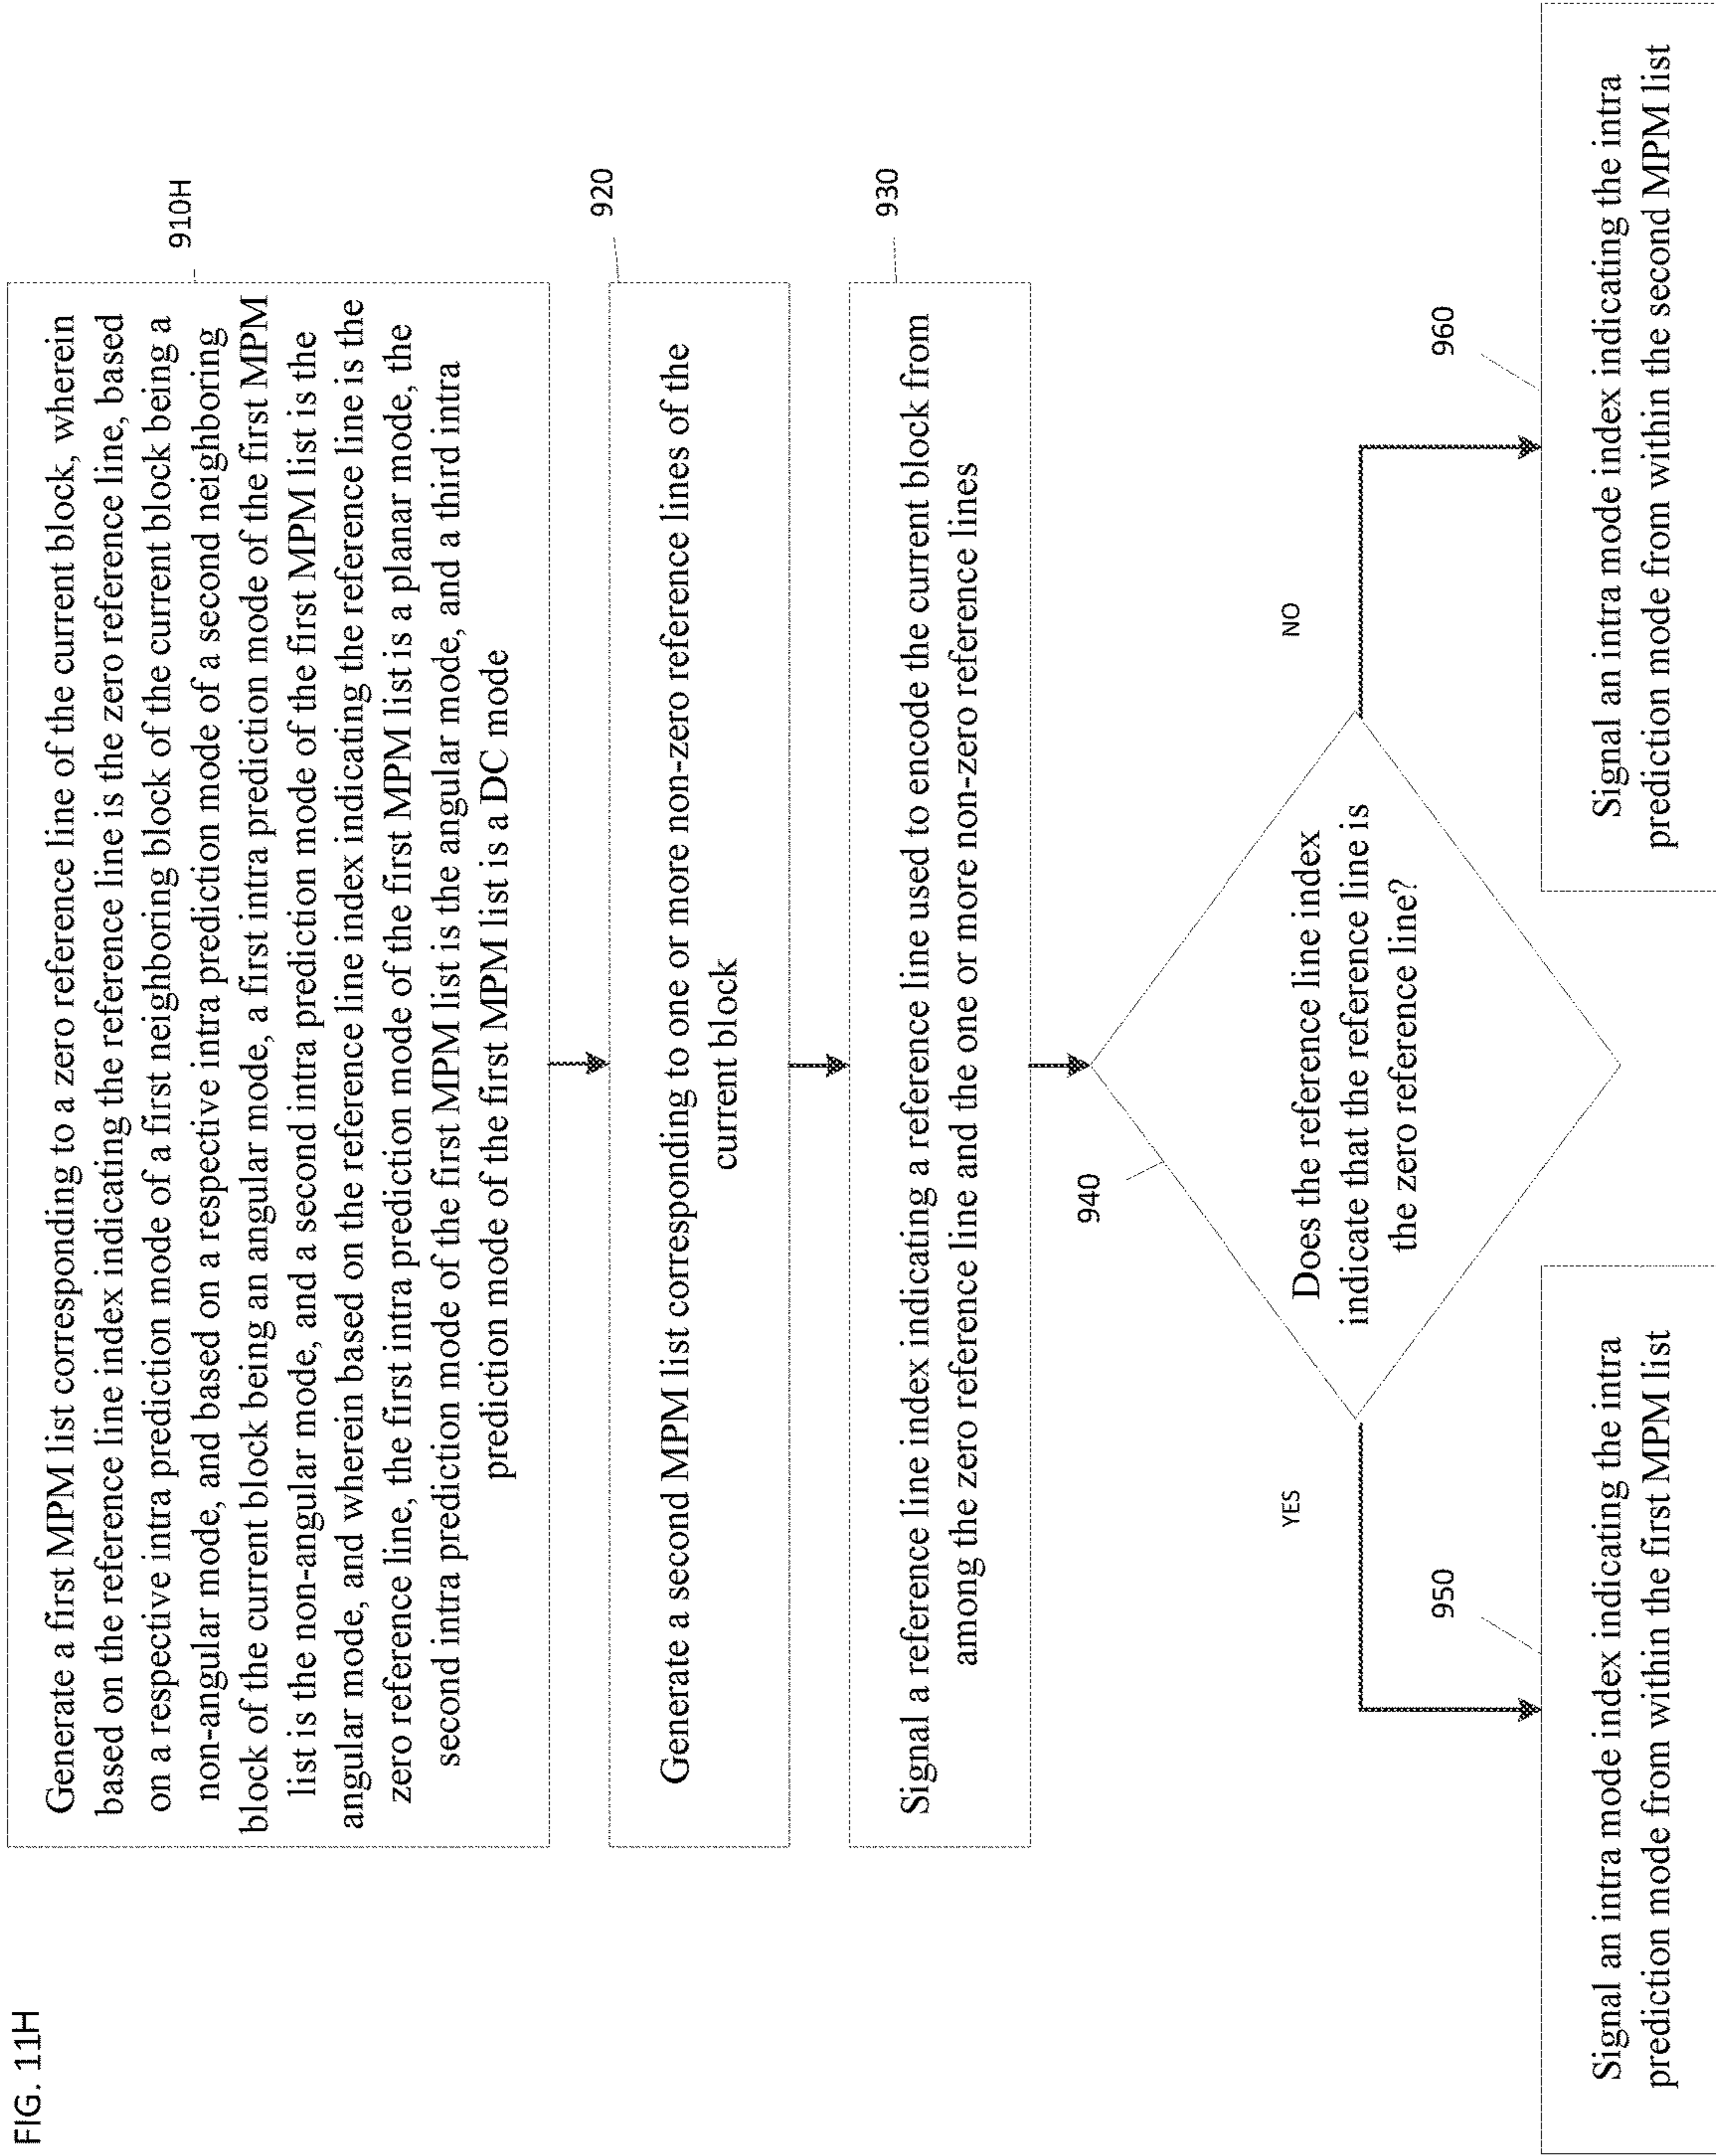 FIG. 11H
Generate a first MPM list corresponding to a zero reference line of the current block, wherein
based on the reference line index indicating the reference line is the zero reference line, based
on a respective intra prediction mode of a first neighboring block of the current block being a
non-angular mode, and based on a respective intra prediction mode of a second neighboring
block of the current block being an angular mode, a first intra prediction mode of the first MPM
list is the non-angular mode, and a second intra prediction mode of the first MPM list is the
angular mode, and wherein based on the reference line index indicating the reference line is the
zero reference line, the first intra prediction mode of the first MPM list is a planar mode, the
second intra prediction mode of the first MPM list is the angular mode, and a third intra
prediction mode of the first MPM list is a DC mode
910H
Generate a second MPM list corresponding to one or more non-zero reference lines of the
current block
920
Signal a reference line index indicating a reference line used to encode the current block from
among the zero reference line and the one or more non-zero reference lines
930
940
Does the reference line index
indicate that the reference line is
the zero reference line?
YES
NO
950
Signal an intra mode index indicating the intra
prediction mode from within the first MPM list
960
Signal an intra mode index indicating the intra
prediction mode from within the second MPM list